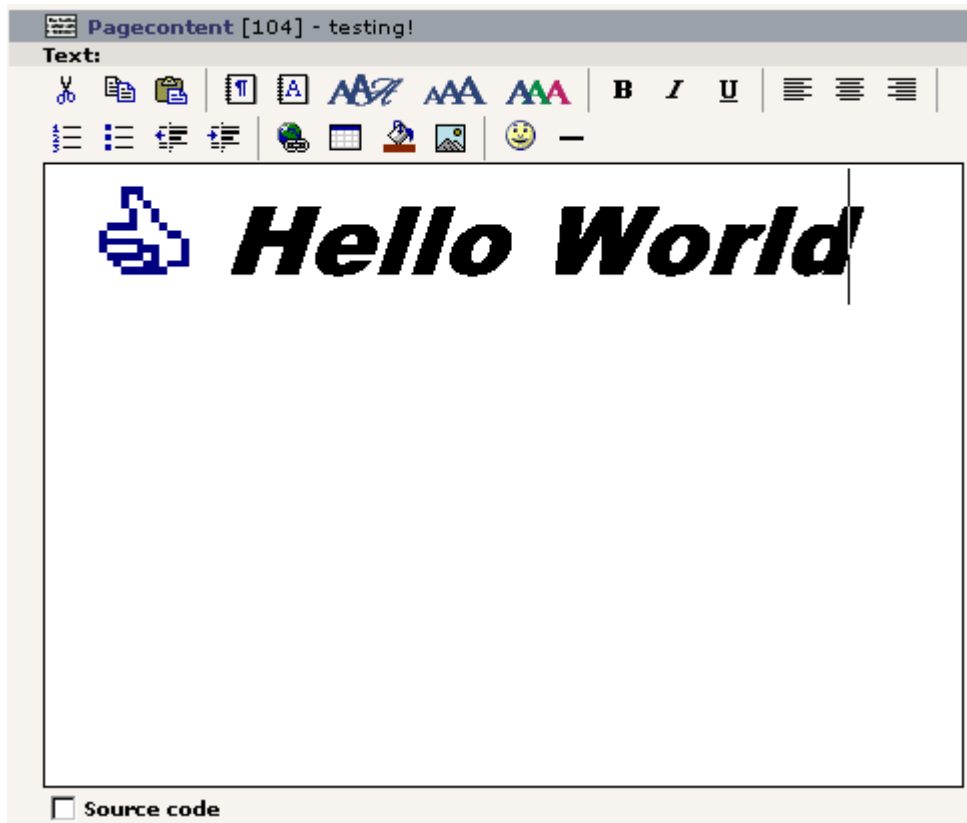 Pagecontent [104] - testing!
Text:
B I U
Hello World
Source code